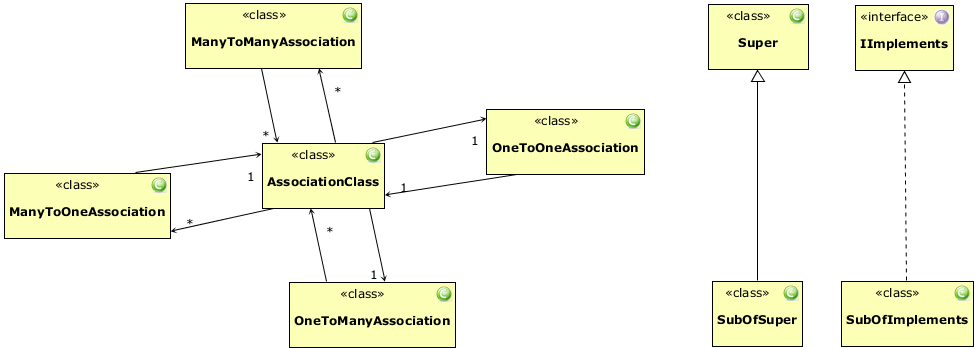 «class»
ManyToManyAssociation
*
*
«class»
AssociationClass
1
1
«class»
OneToOneAssociation
1
*
«class»
ManyToOneAssociation
*
1
«class»
OneToManyAssociation
«class»
Super
«class»
SubOfSuper
«interface»
IImplements
«class»
SubOfImplements
C
C
C
C
C
C
I
C
C